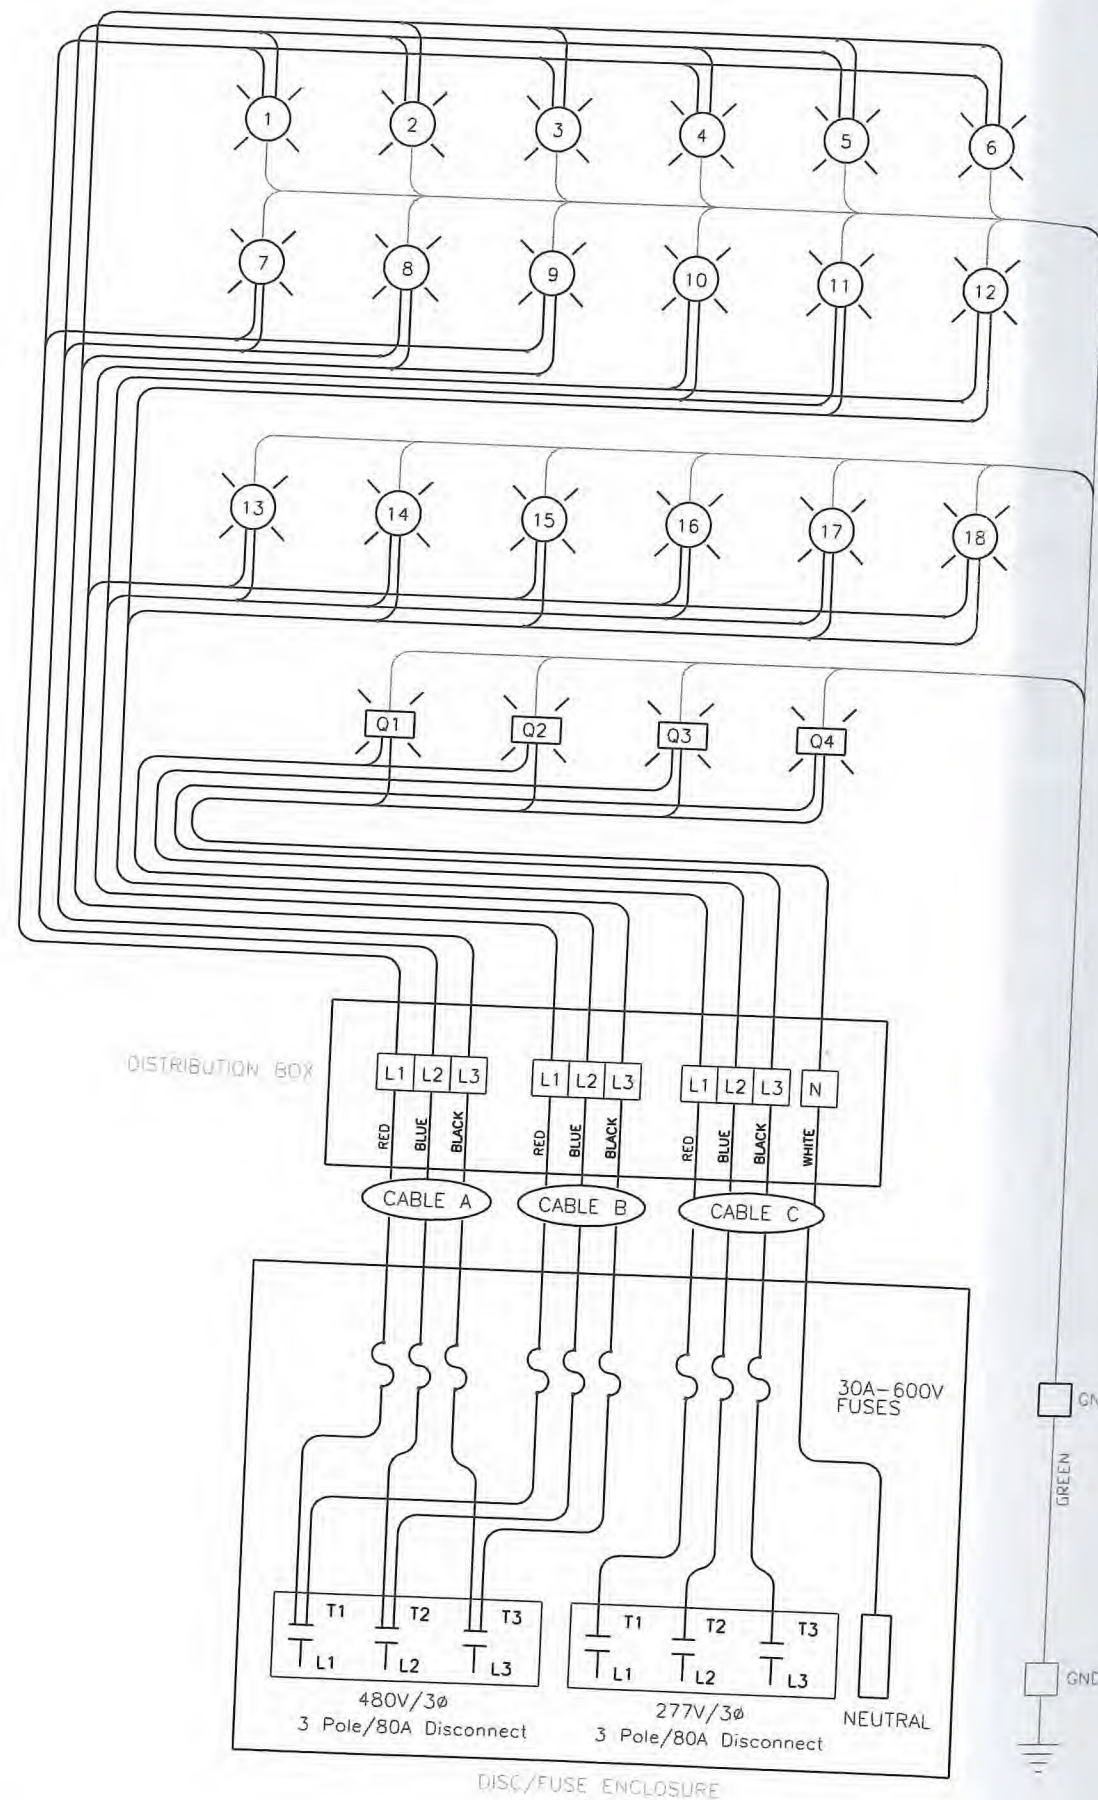 1 2 3 4 5 6
7 8 9 10 11 12
13 14 15 16 17 18
Q1 Q2 Q3 Q4
DISTRIBUTION BOX
L1 L2 L3 L1 L2 L3 L1 L2 L3 N
RED BLUE BLACK RED BLUE BLACK RED BLUE BLACK WHITE
CABLE A CABLE B CABLE C
30A-600V
FUSES
GN
GREEN
T1 T2 T3 T1 T2 T3
L1 L2 L3 L1 L2 L3
GND
480V/3ø
3 Pole/80A Disconnect
277V/3ø
3 Pole/80A Disconnect
NEUTRAL
DISC/FUSE ENCLOSURE